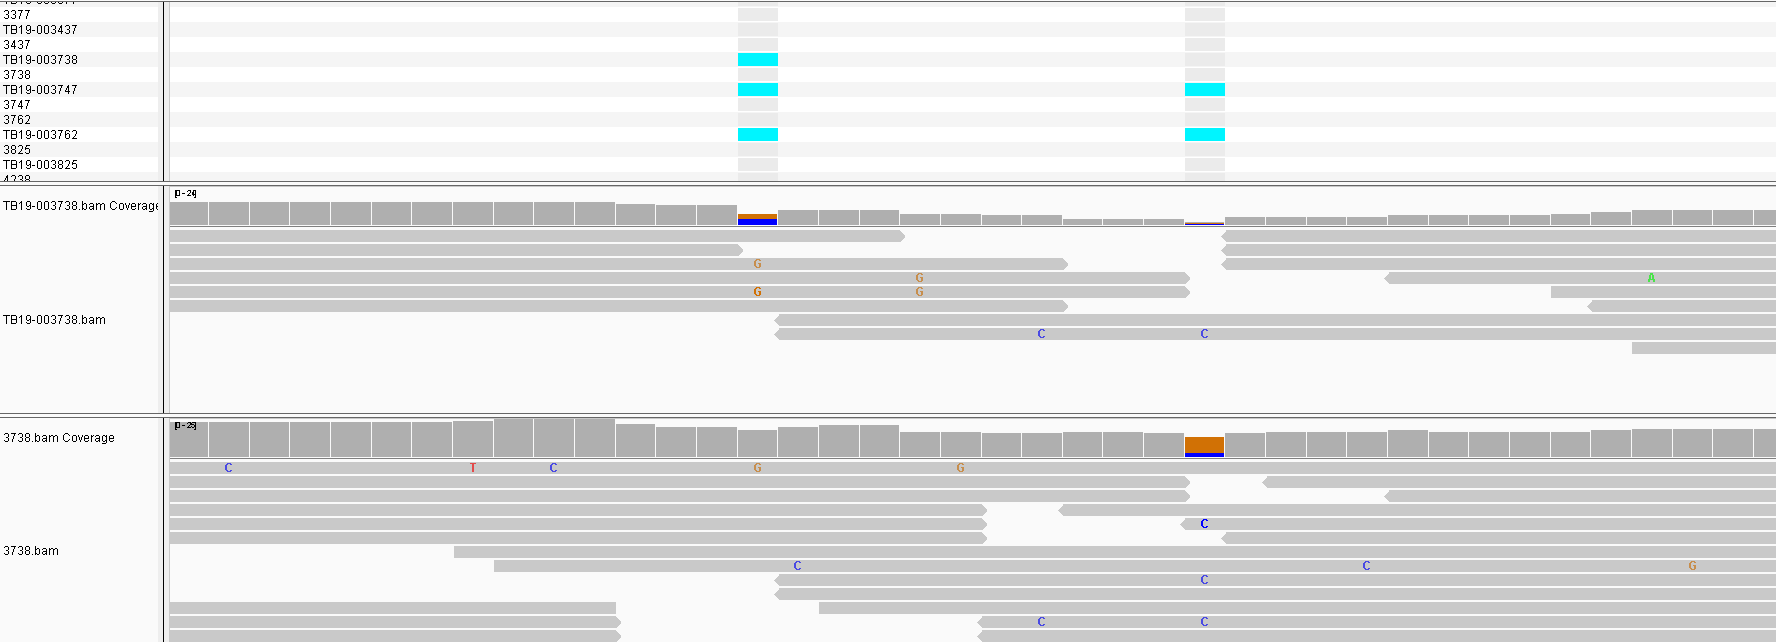 3377
TB19-003437
3437
TB19-003738
3738
TB19-003747
3747
3762
TB19-003762
3825
TB19-003825
4238
[0 - 24]
TB19-003738.bam Coverage
G
G
A
G G
TB19-003738.bam
C C
[0 - 25]
3738.bam Coverage
C T C G G
C
3738.bam
C C G
C
C C